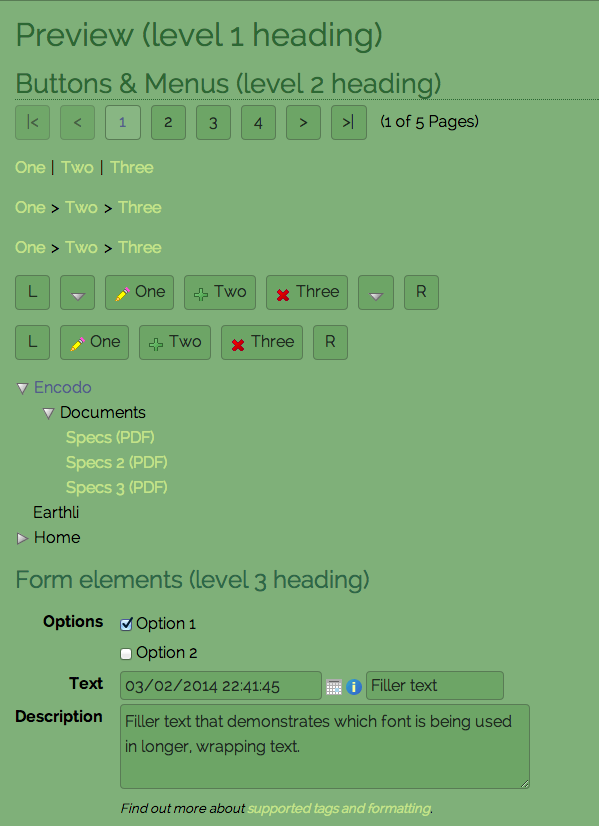 Preview (level 1 heading)
Buttons & Menus (level 2 heading)
|< < 1 2 3 4 > >| (1 of 5 Pages)
One | Two | Three
One > Two > Three
One > Two > Three
L One Two Three R
L One Two Three R
Encodo
Documents
Specs (PDF)
Specs 2 (PDF)
Specs 3 (PDF)
Earthli
Home
Form elements (level 3 heading)
Options Option 1
Option 2
Text 03/02/2014 22:41:45 Filler text
Description Filler text that demonstrates which font is being used
in longer, wrapping text.
Find out more about supported tags and formatting.